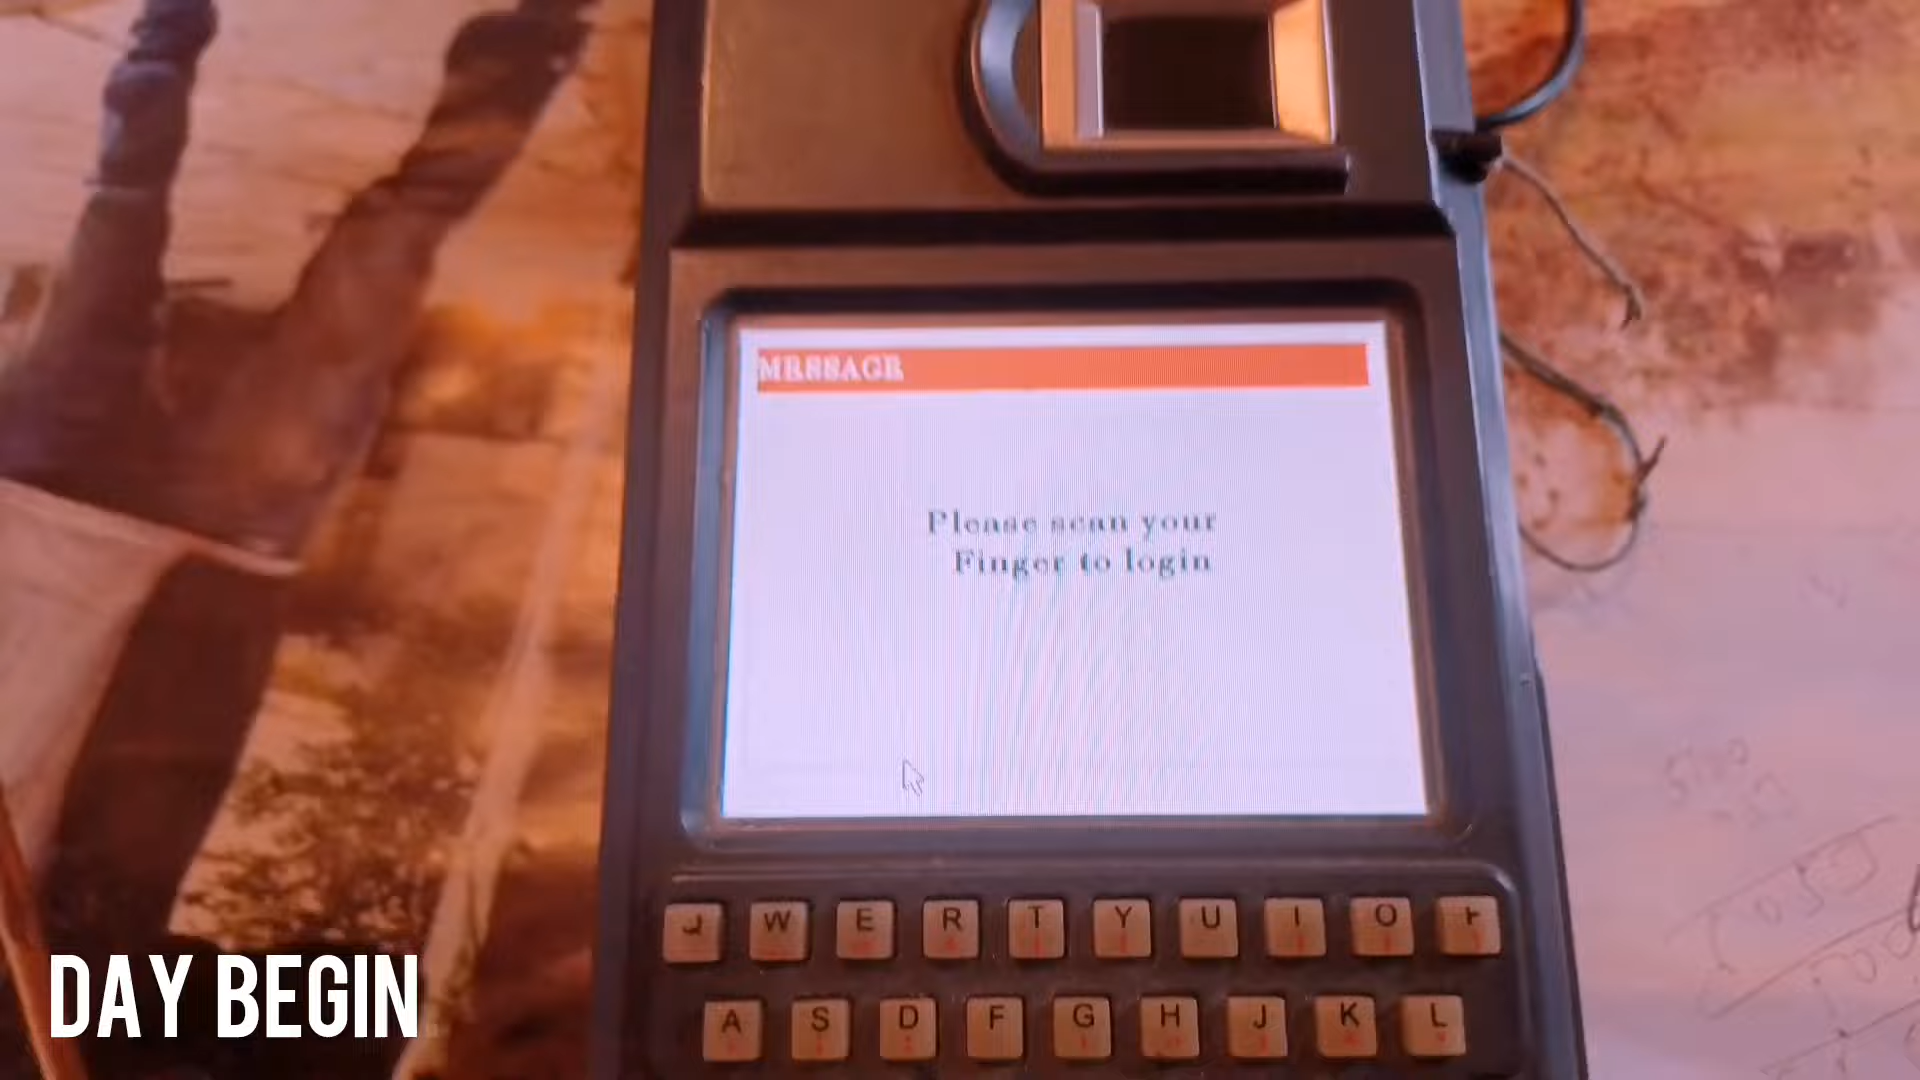 MESSAGE
Please scan your
Finger to login
W E R T Y U I O
A S D F G H J K L
DAY BEGIN